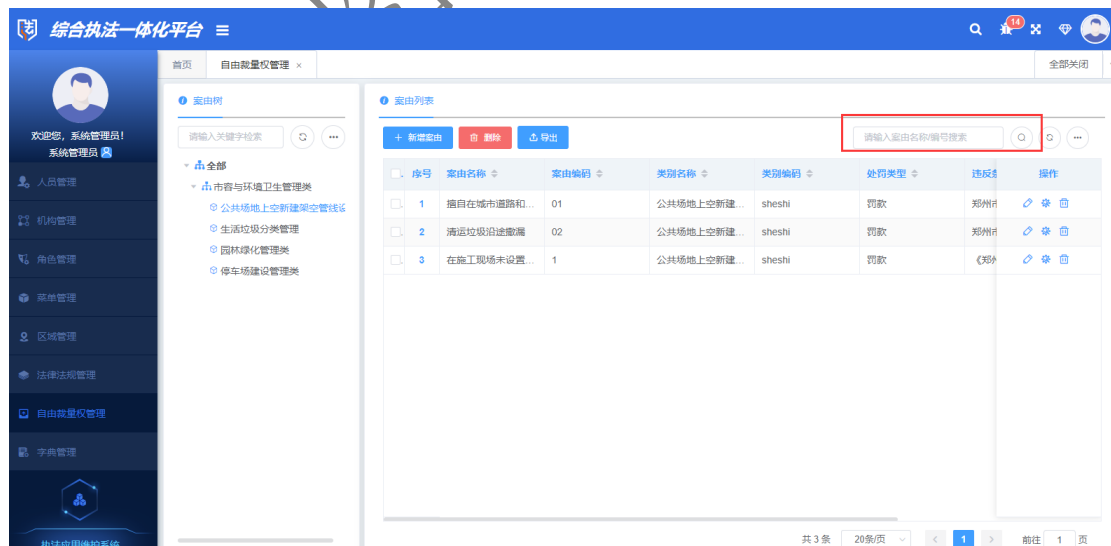 综合执法一体化平台
14
欢迎您，系统管理员！
系统管理员
人员管理
机构管理
角色管理
菜单管理
区域管理
法律法规管理
自由裁量权管理
字典管理
执法应用维护系统
首页 自由裁量权管理 × 全部关闭
案由树
请输入关键字检索
全部
市容与环境卫生管理类
公共场地上空新建架空管线设
生活垃圾分类管理
园林绿化管理类
停车场建设管理类
案由列表
+ 新增案由 删除 导出 请输入案由名称/编号搜素
序号 案由名称 案由编码 类别名称 类别编码 处罚类型 违反条 操作
1 擅自在城市道路和... 01 公共场地上空新建... sheshi 罚款 郑州市
2 清运垃圾沿途撒漏 02 公共场地上空新建... sheshi 罚款 郑州市
3 在施工现场未设置... 1 公共场地上空新建... sheshi 罚款 《郑州
共 3 条 20条/页 < 1 > 前往 1 页